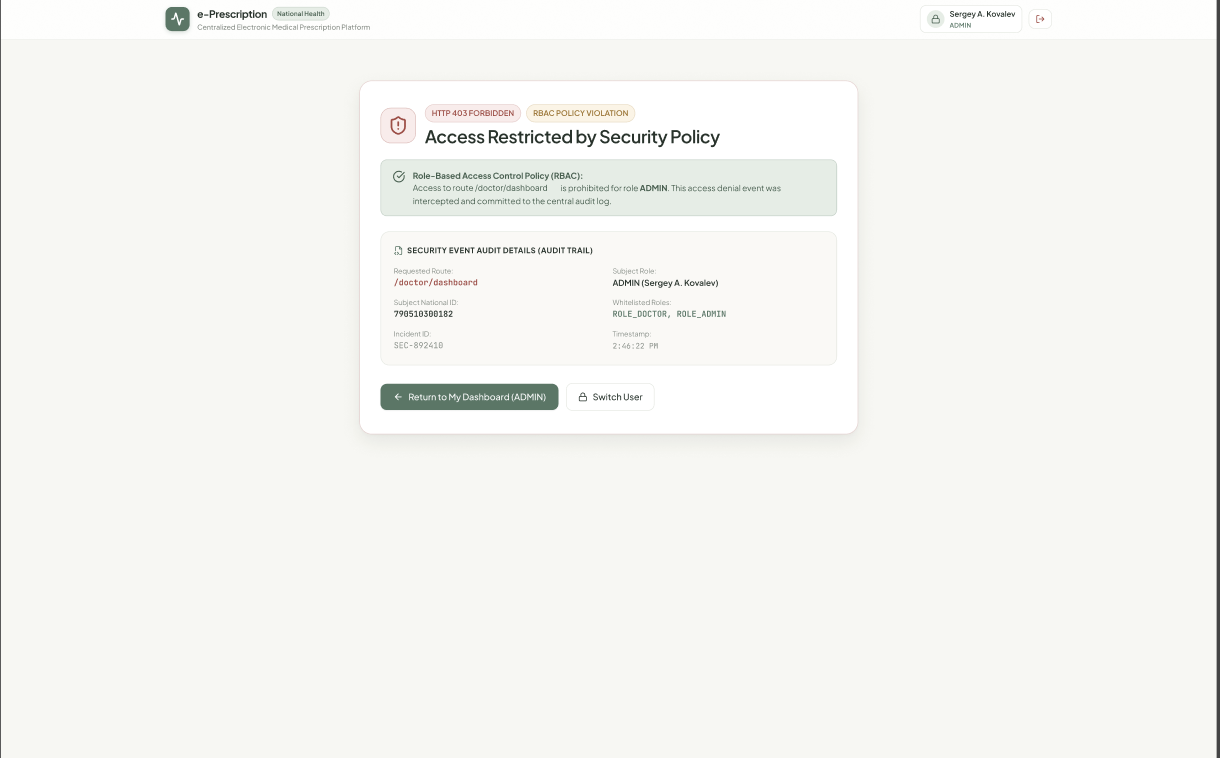 e-Prescription National Health
Centralized Electronic Medical Prescription Platform
Sergey A. Kovalev
ADMIN
HTTP 403 FORBIDDEN RBAC POLICY VIOLATION
Access Restricted by Security Policy
Role-Based Access Control Policy (RBAC):
Access to route /doctor/dashboard is prohibited for role ADMIN. This access denial event was
intercepted and committed to the central audit log.
SECURITY EVENT AUDIT DETAILS (AUDIT TRAIL)
Requested Route:
/doctor/dashboard
Subject Role:
ADMIN (Sergey A. Kovalev)
Subject National ID:
790510300182
Whitelisted Roles:
ROLE_DOCTOR, ROLE_ADMIN
Incident ID:
SEC-892410
Timestamp:
2:46:22 PM
Return to My Dashboard (ADMIN)
Switch User